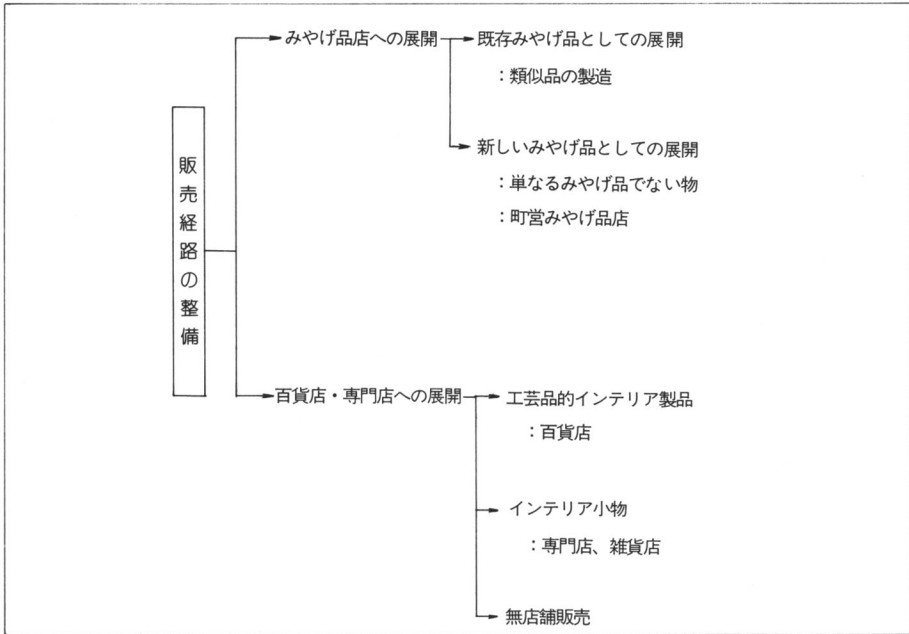 販売経路の整備
みやげ品店への展開
既存みやげ品としての展開
：類似品の製造
新しいみやげ品としての展開
：単なるみやげ品でない物
：町営みやげ品店
百貨店・専門店への展開
工芸品的インテリア製品
：百貨店
インテリア小物
：専門店、雑貨店
無店舗販売